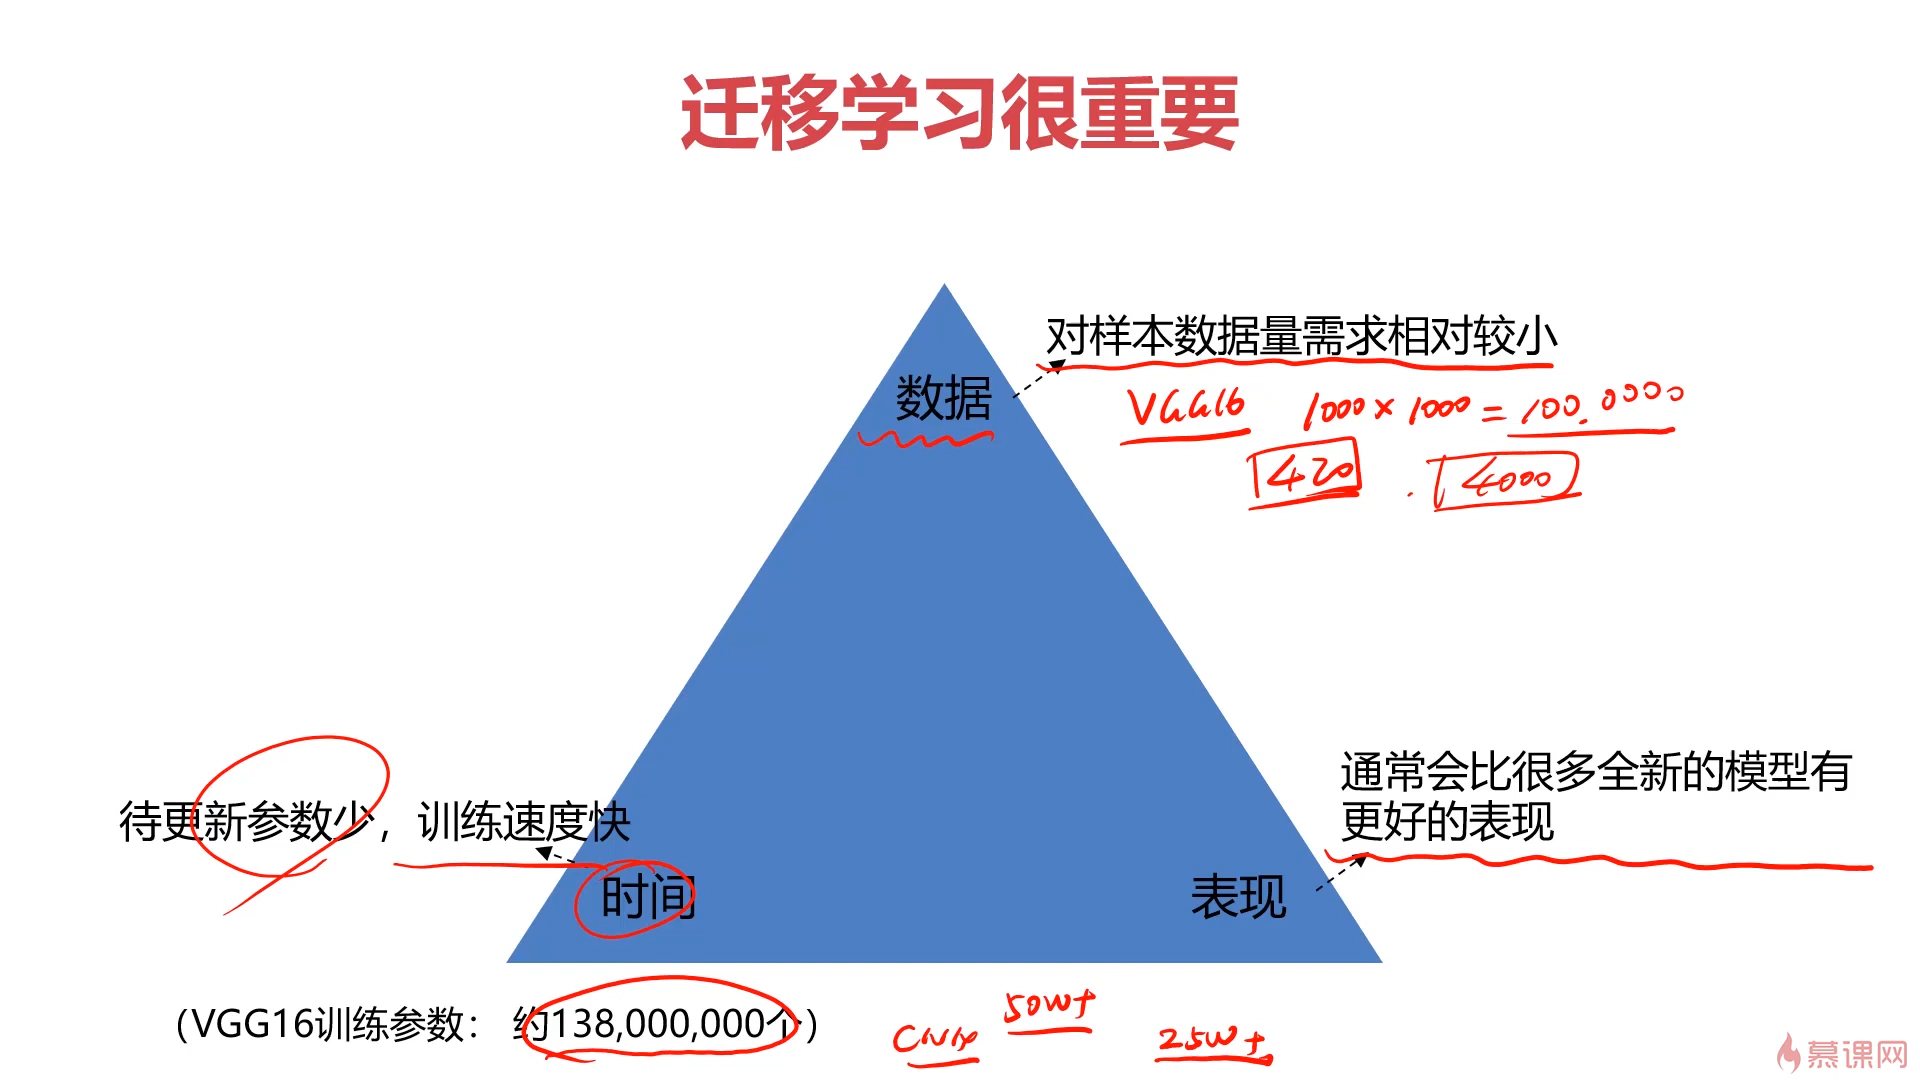 迁移学习很重要
对样本数据量需求相对较小
数据
VGG16 1000 × 1000 = 100.0000
420 4000
通常会比很多全新的模型有
更好的表现
待更新参数少，训练速度快
时间
表现
（VGG16训练参数： 约138,000,000个）
50W+
25W+
慕课网